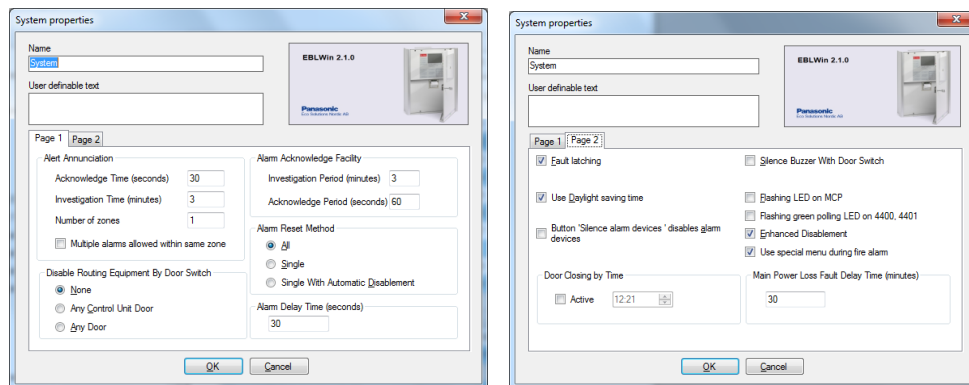 System properties
Name
System
User definable text
EBLWin 2.1.0
Panasonic
Eco Solutions Nordic AB
Page 1 Page 2
Alert Annunciation
Acknowledge Time (seconds) 30
Investigation Time (minutes) 3
Number of zones 1
Multiple alarms allowed within same zone
Disable Routing Equipment By Door Switch
None
Any Control Unit Door
Any Door
Alarm Acknowledge Facility
Investigation Period (minutes) 3
Acknowledge Period (seconds) 60
Alarm Reset Method
All
Single
Single With Automatic Disablement
Alarm Delay Time (seconds)
30
OK Cancel
System properties
Name
System
User definable text
EBLWin 2.1.0
Panasonic
Eco Solutions Nordic AB
Page 1 Page 2
Fault latching
Use Daylight saving time
Button 'Silence alarm devices ' disables alarm
devices
Silence Buzzer With Door Switch
Flashing LED on MCP
Flashing green polling LED on 4400, 4401
Enhanced Disablement
Use special menu during fire alarm
Door Closing by Time
Active 12:21
Main Power Loss Fault Delay Time (minutes)
30
OK Cancel